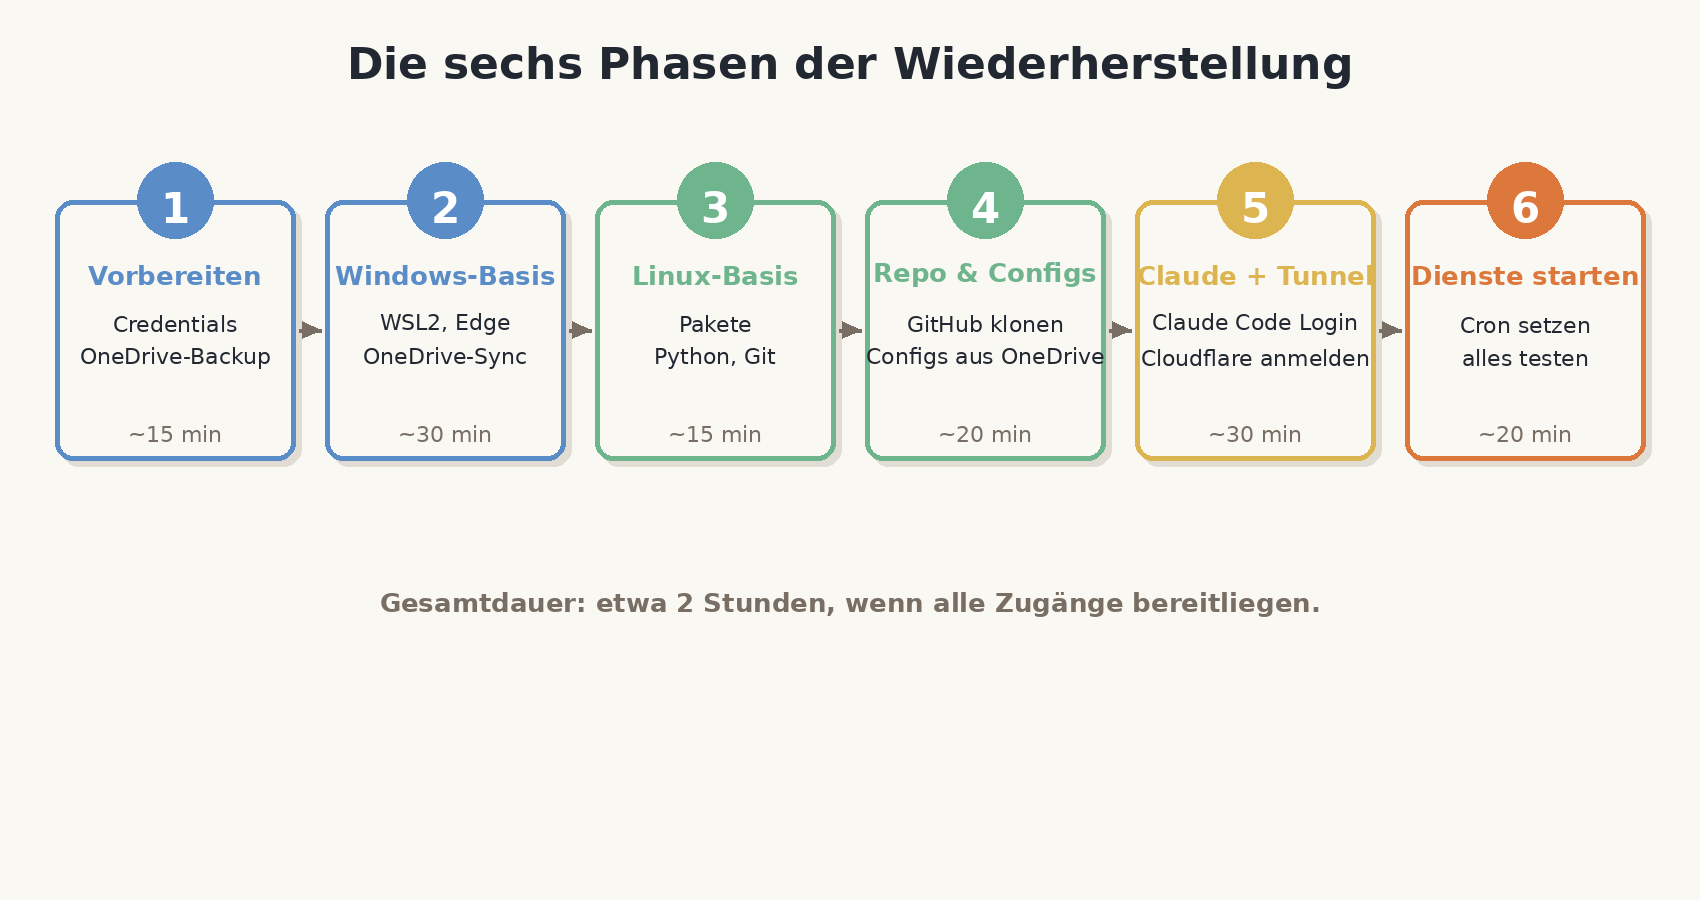 Die sechs Phasen der Wiederherstellung
1
Vorbereiten
Credentials
OneDrive-Backup
~15 min
2
Windows-Basis
WSL2, Edge
OneDrive-Sync
~30 min
3
Linux-Basis
Pakete
Python, Git
~15 min
4
Repo & Configs
GitHub klonen
Configs aus OneDrive
~20 min
5
Claude + Tunnel
Claude Code Login
Cloudflare anmelden
~30 min
6
Dienste starten
Cron setzen
alles testen
~20 min
Gesamtdauer: etwa 2 Stunden, wenn alle Zugänge bereitliegen.